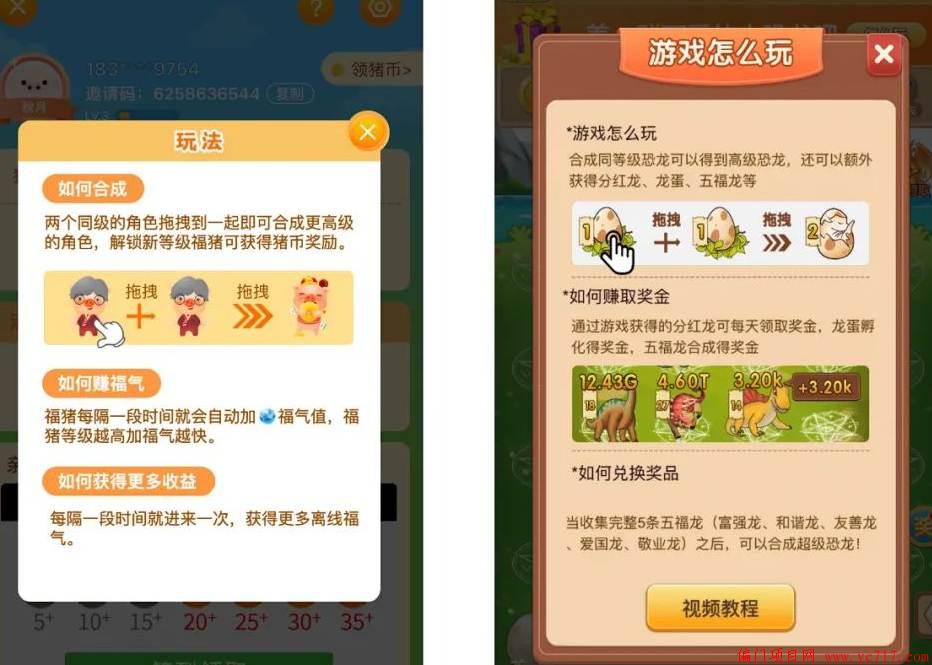 183 9754
邀请码：6258636544 复制
领猪币>
秋月
玩法
如何合成
两个同级的角色拖拽到一起即可合成更高级
的角色，解锁新等级福猪可获得猪币奖励。
拖拽
拖拽
如何赚福气
福猪每隔一段时间就会自动加 福气值，福
猪等级越高加福气越快。
如何获得更多收益
每隔一段时间就进来一次，获得更多离线福
气。
5+ 10+ 15+ 20+ 25+ 30+ 35+
游戏怎么玩
*游戏怎么玩
合成同等级恐龙可以得到高级恐龙，还可以额外
获得分红龙、龙蛋、五福龙等
1 拖拽 1 拖拽 2
*如何赚取奖金
通过游戏获得的分红龙可每天领取奖金，龙蛋孵
化得奖金，五福龙合成得奖金
12.43G 4.60T 3.20k +3.20k
18 27 14
*如何兑换奖品
当收集完整5条五福龙（富强龙、和谐龙、友善龙
、爱国龙、敬业龙）之后，可以合成超级恐龙！
视频教程
偏门项目网 www.yc717.com